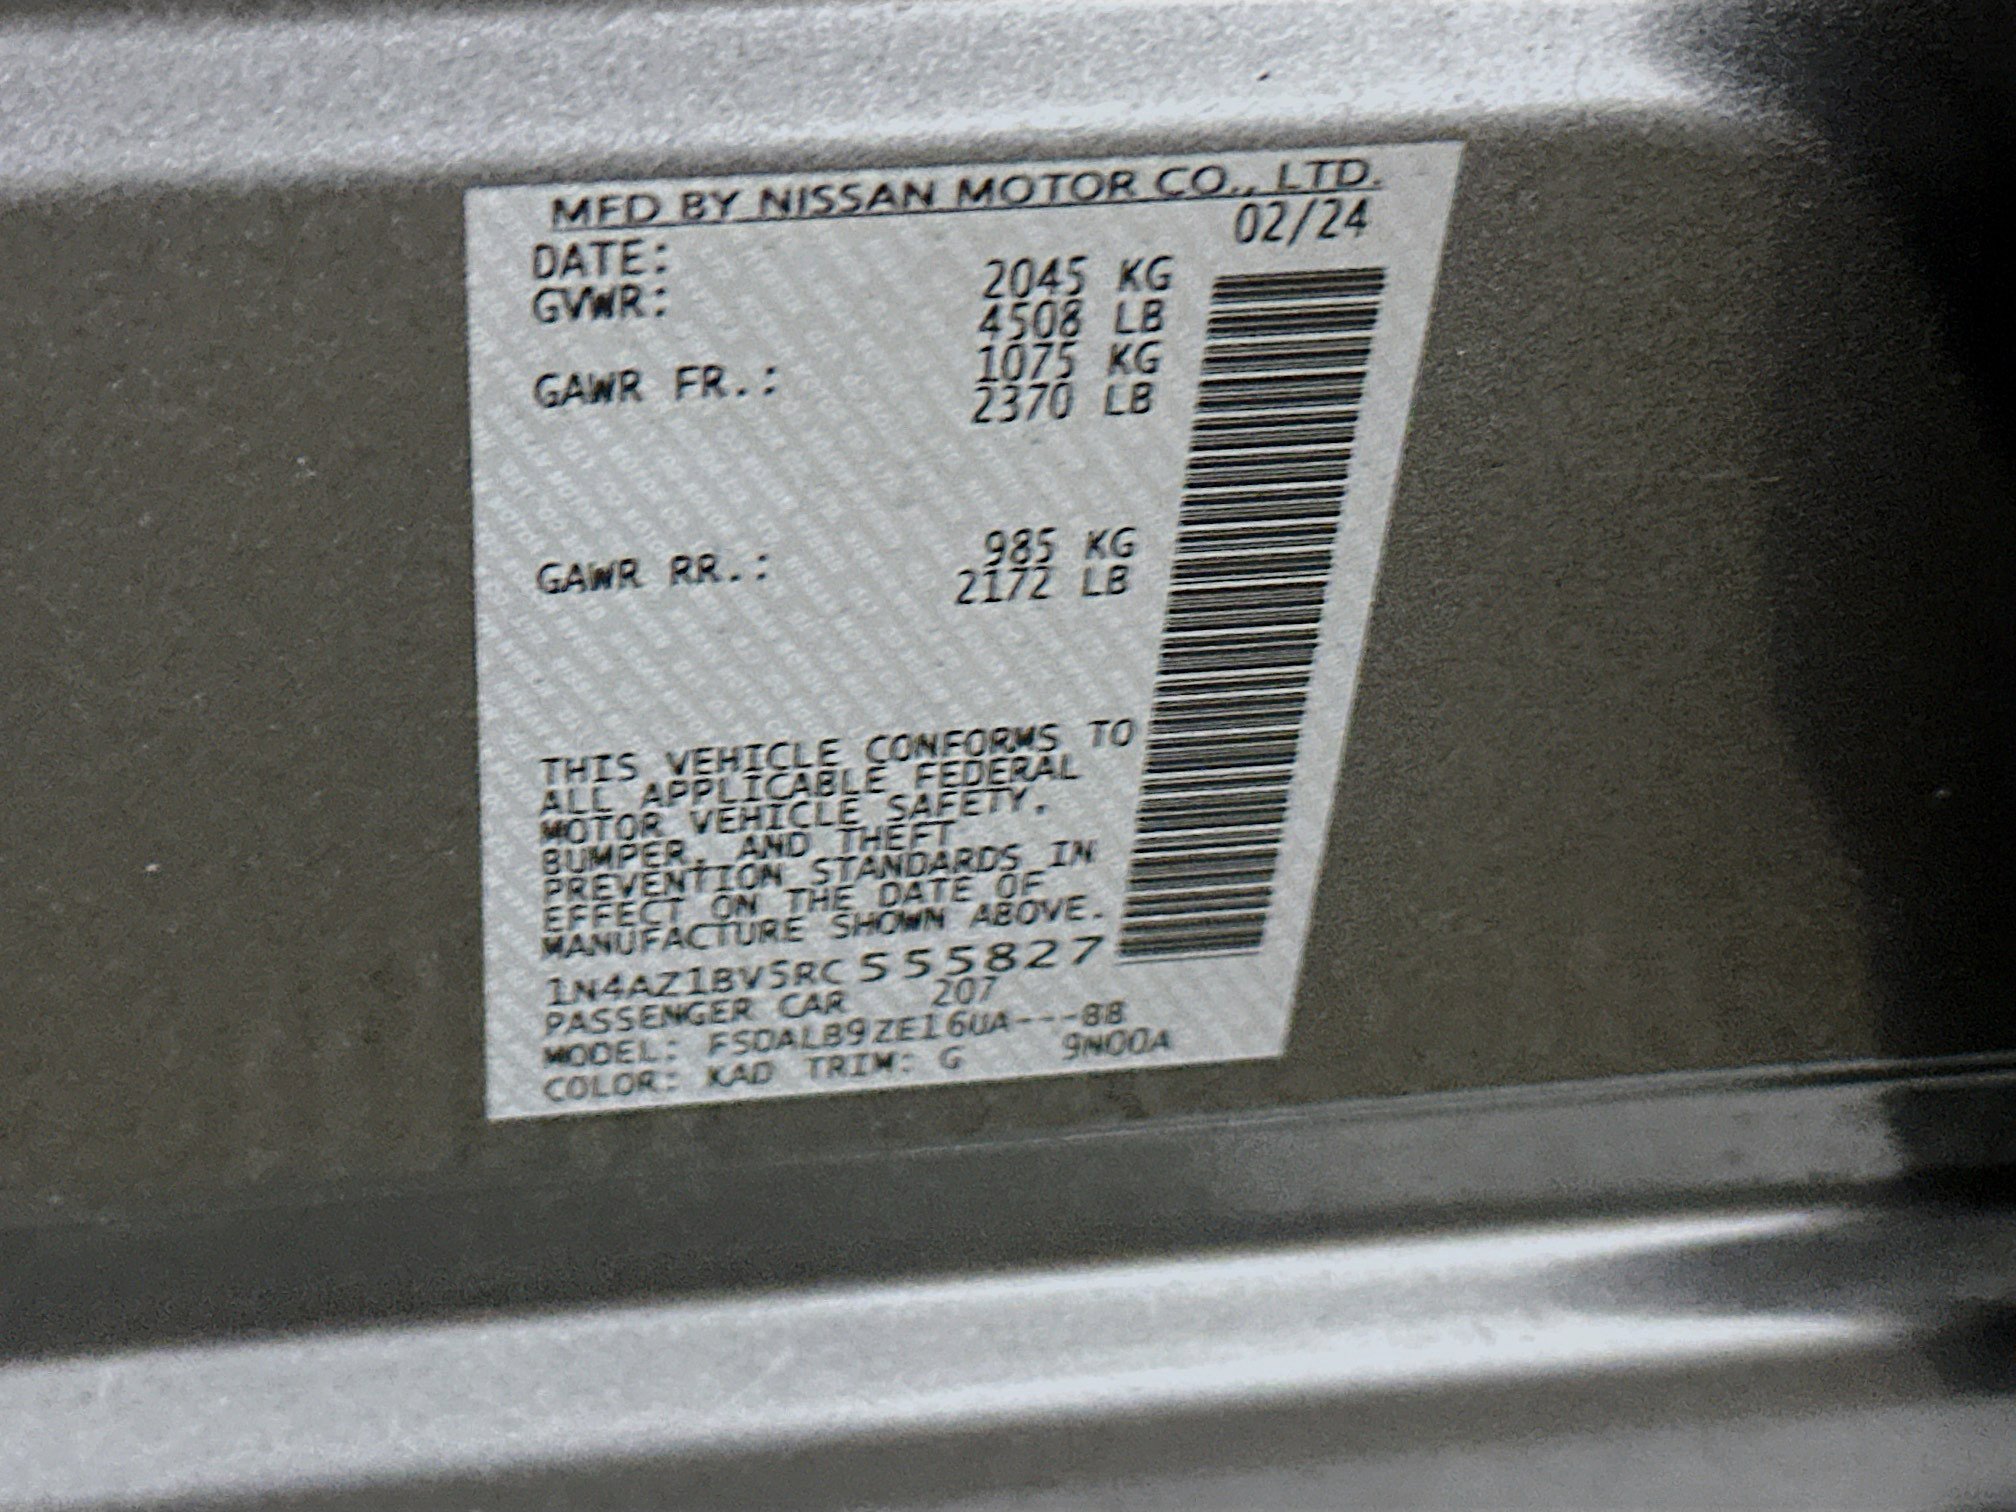 MFD BY NISSAN MOTOR CO., LTD.
DATE: 02/24
GVWR: 2045 KG
4508 LB
GAWR FR.: 1075 KG
2370 LB
GAWR RR.: 985 KG
2172 LB
THIS VEHICLE CONFORMS TO
ALL APPLICABLE FEDERAL
MOTOR VEHICLE SAFETY,
BUMPER, AND THEFT
PREVENTION STANDARDS IN
EFFECT ON THE DATE OF
MANUFACTURE SHOWN ABOVE.
1N4AZ1BV5RC555827
PASSENGER CAR 207
MODEL: FSDALB9ZE16UA---88
COLOR: KAD TRIM: G 9N00A